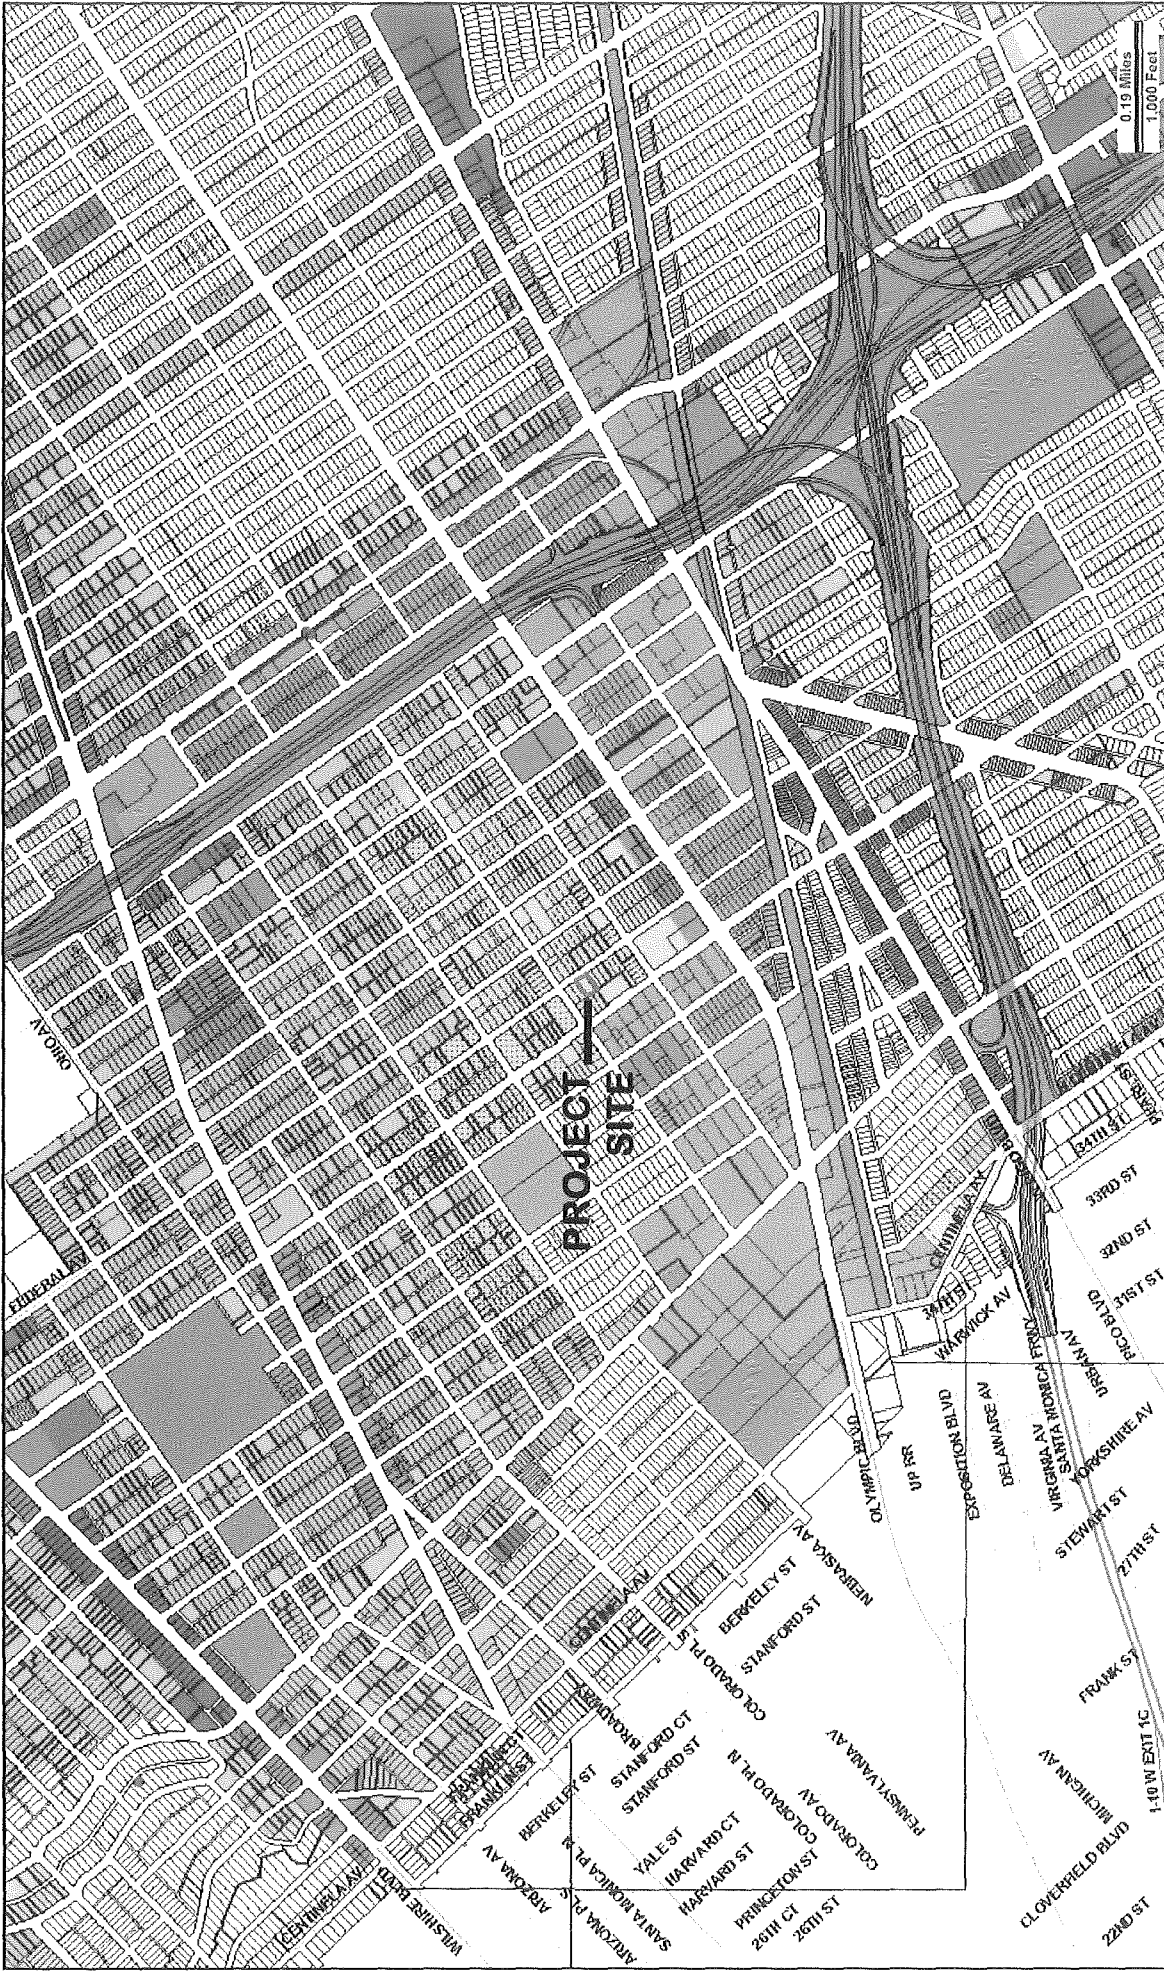 0.19 Miles
1,000 Feet
OHIO AV
FEDERAL AV
PROJECT
SITE
34TH ST
33RD ST
32ND ST
31ST ST
PICO BLVD
URBAN AV
CENTINELA AV
34TH ST
WARWICK AV
OLYMPIC BLVD
UP RR
EXPOSITION BLVD
DELAWARE AV
VIRGINIA AV
SANTA MONICA FRWY
YORKSHIRE AV
STEWART ST
27TH ST
FRANK ST
NEBRASKA AV
BERKELEY ST
STANFORD ST
COLORADO PL S
CENTINELA AV
BROADWAY
STANFORD CT
STANFORD ST
BERKELEY ST
FRANKLIN ST
ARIZONA AV
ARIZONA PL S
SANTA MONICA PL N
YALE ST
HARVARD CT
HARVARD ST
PRINCETON ST
26TH CT
26TH ST
COLORADO PL N
COLORADO AV
PENNSYLVANIA AV
CENTINELA AV
WILSHIRE BLVD
MICHIGAN AV
CLOVERFIELD BLVD
22ND ST
I-10 W EXIT 1C